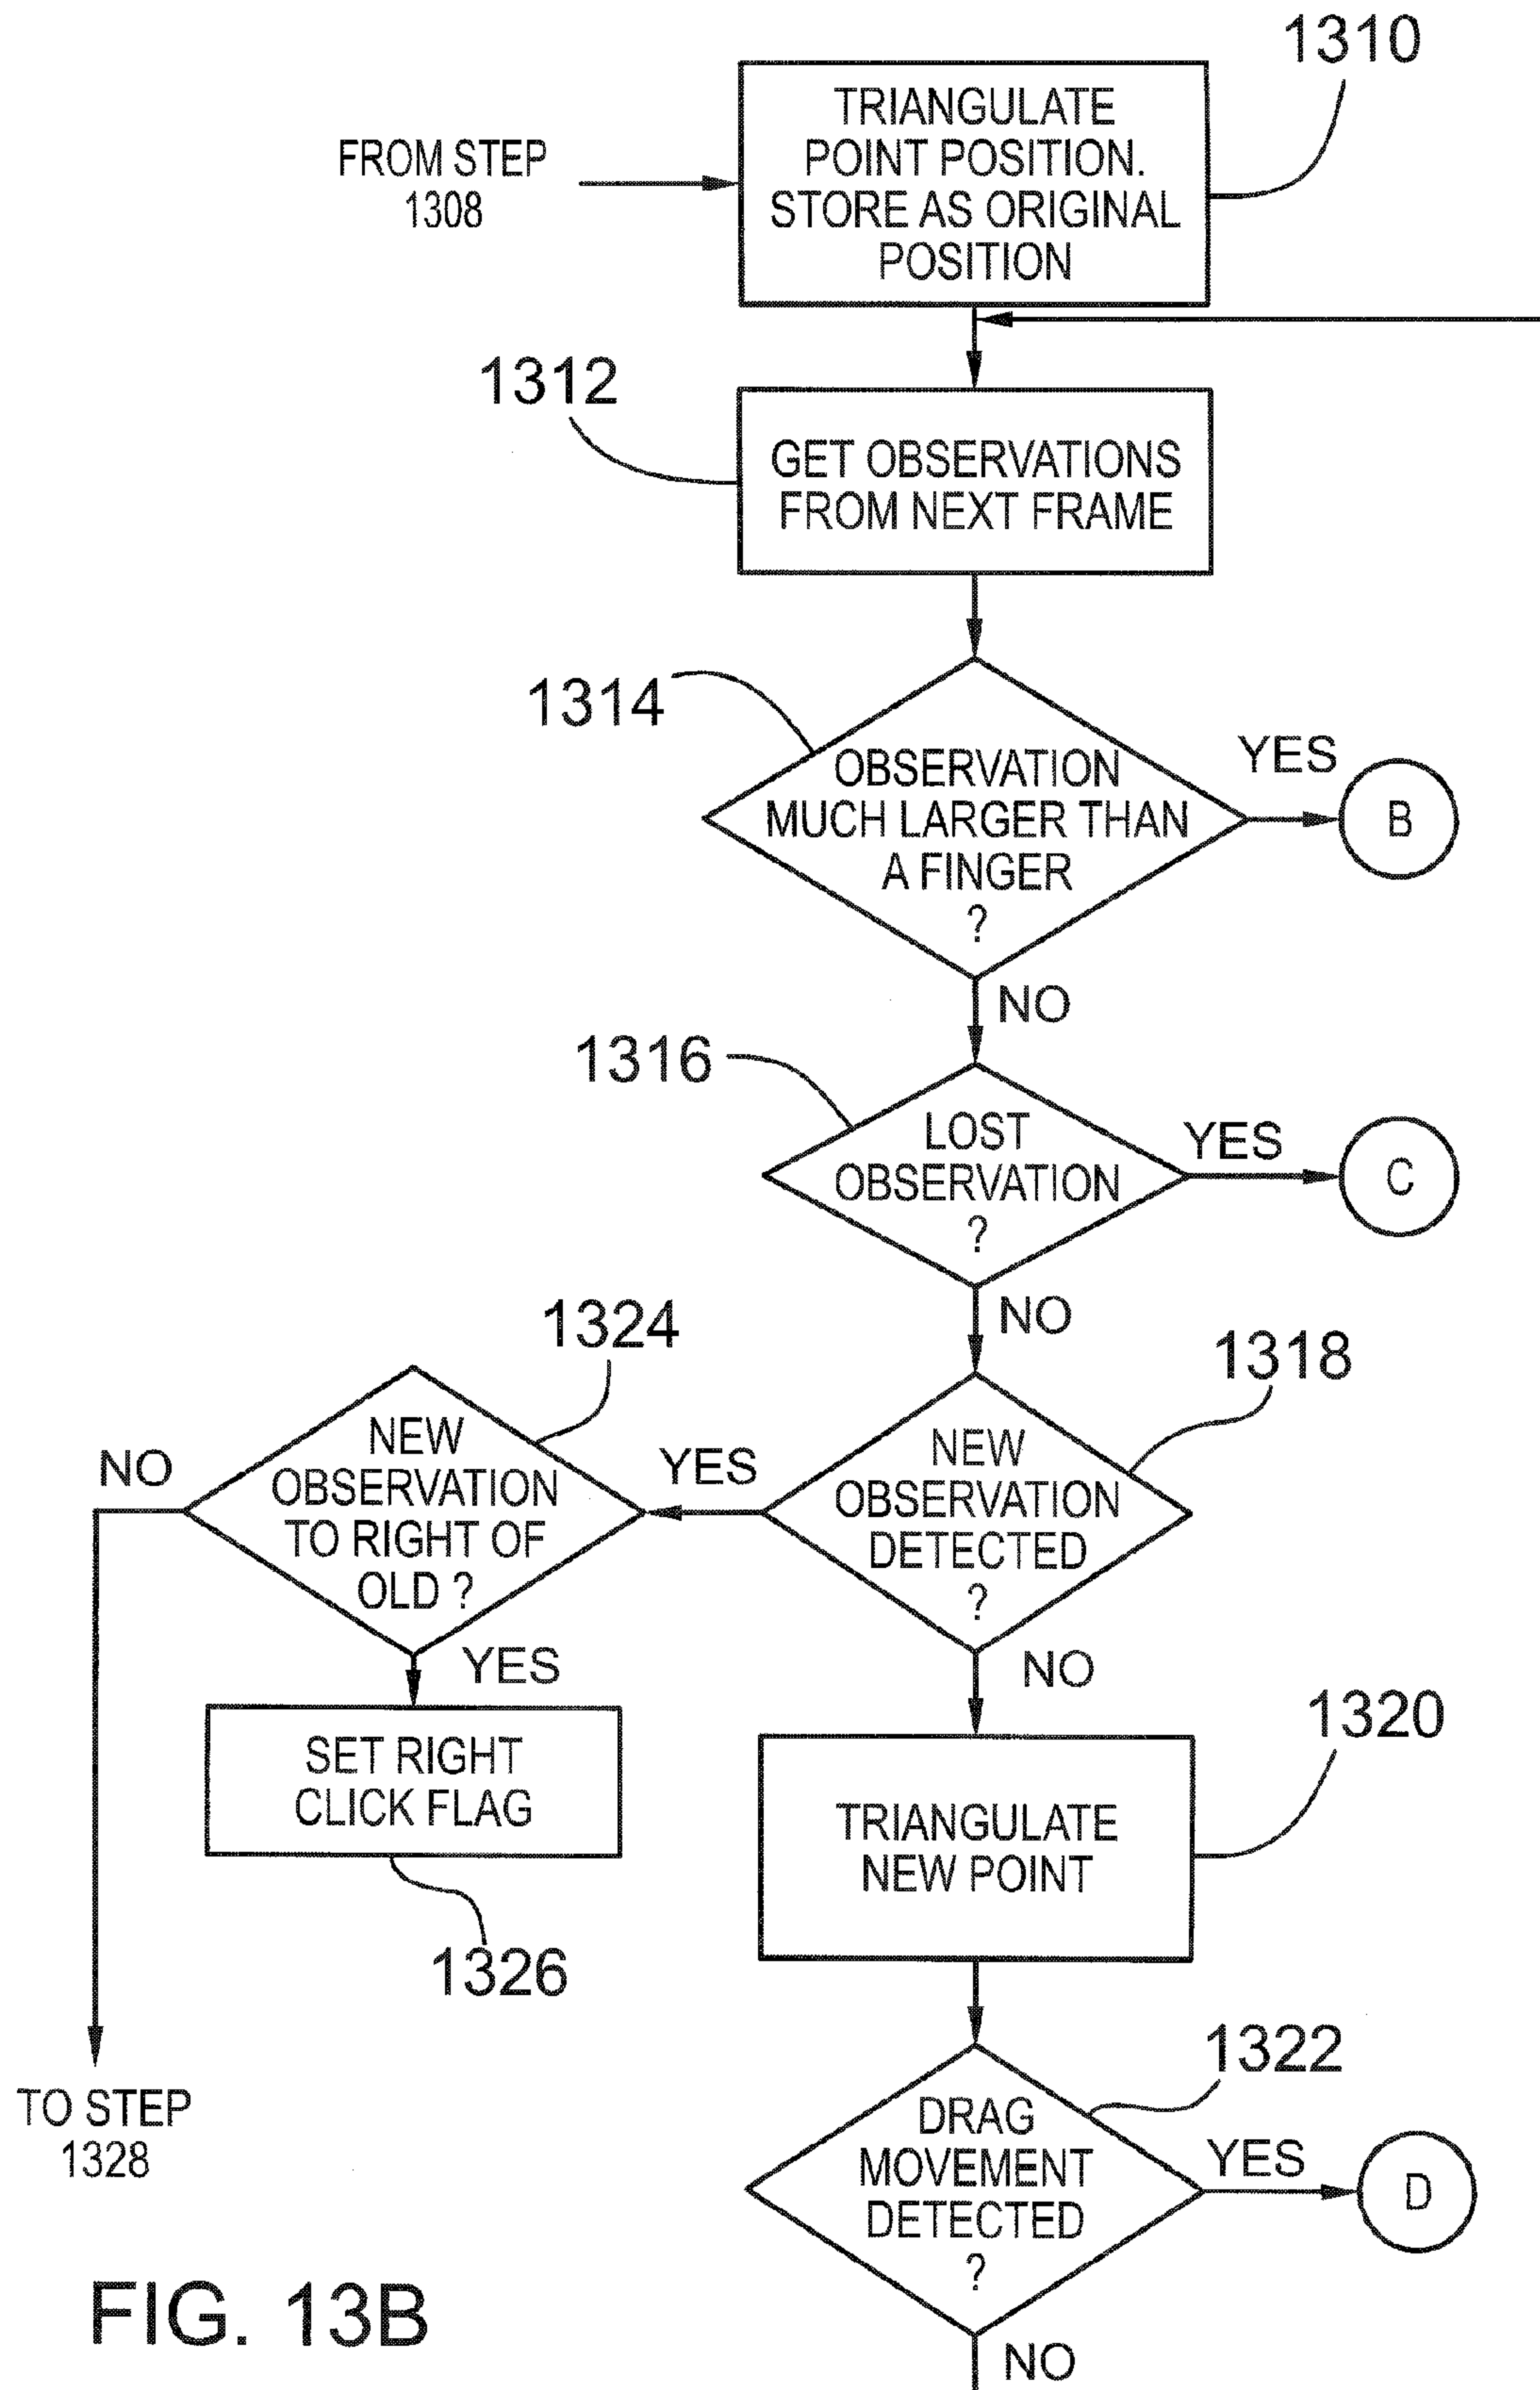 1310
TRIANGULATE
POINT POSITION.
STORE AS ORIGINAL
POSITION
FROM STEP
1308
1312
GET OBSERVATIONS
FROM NEXT FRAME
1314
OBSERVATION
MUCH LARGER THAN
A FINGER
?
YES
B
NO
1316
LOST
OBSERVATION
?
YES
C
NO
1318
NEW
OBSERVATION
DETECTED
?
YES
1324
NEW
OBSERVATION
TO RIGHT OF
OLD ?
NO
YES
SET RIGHT
CLICK FLAG
1326
TO STEP
1328
NO
1320
TRIANGULATE
NEW POINT
1322
DRAG
MOVEMENT
DETECTED
?
YES
D
NO
FIG. 13B